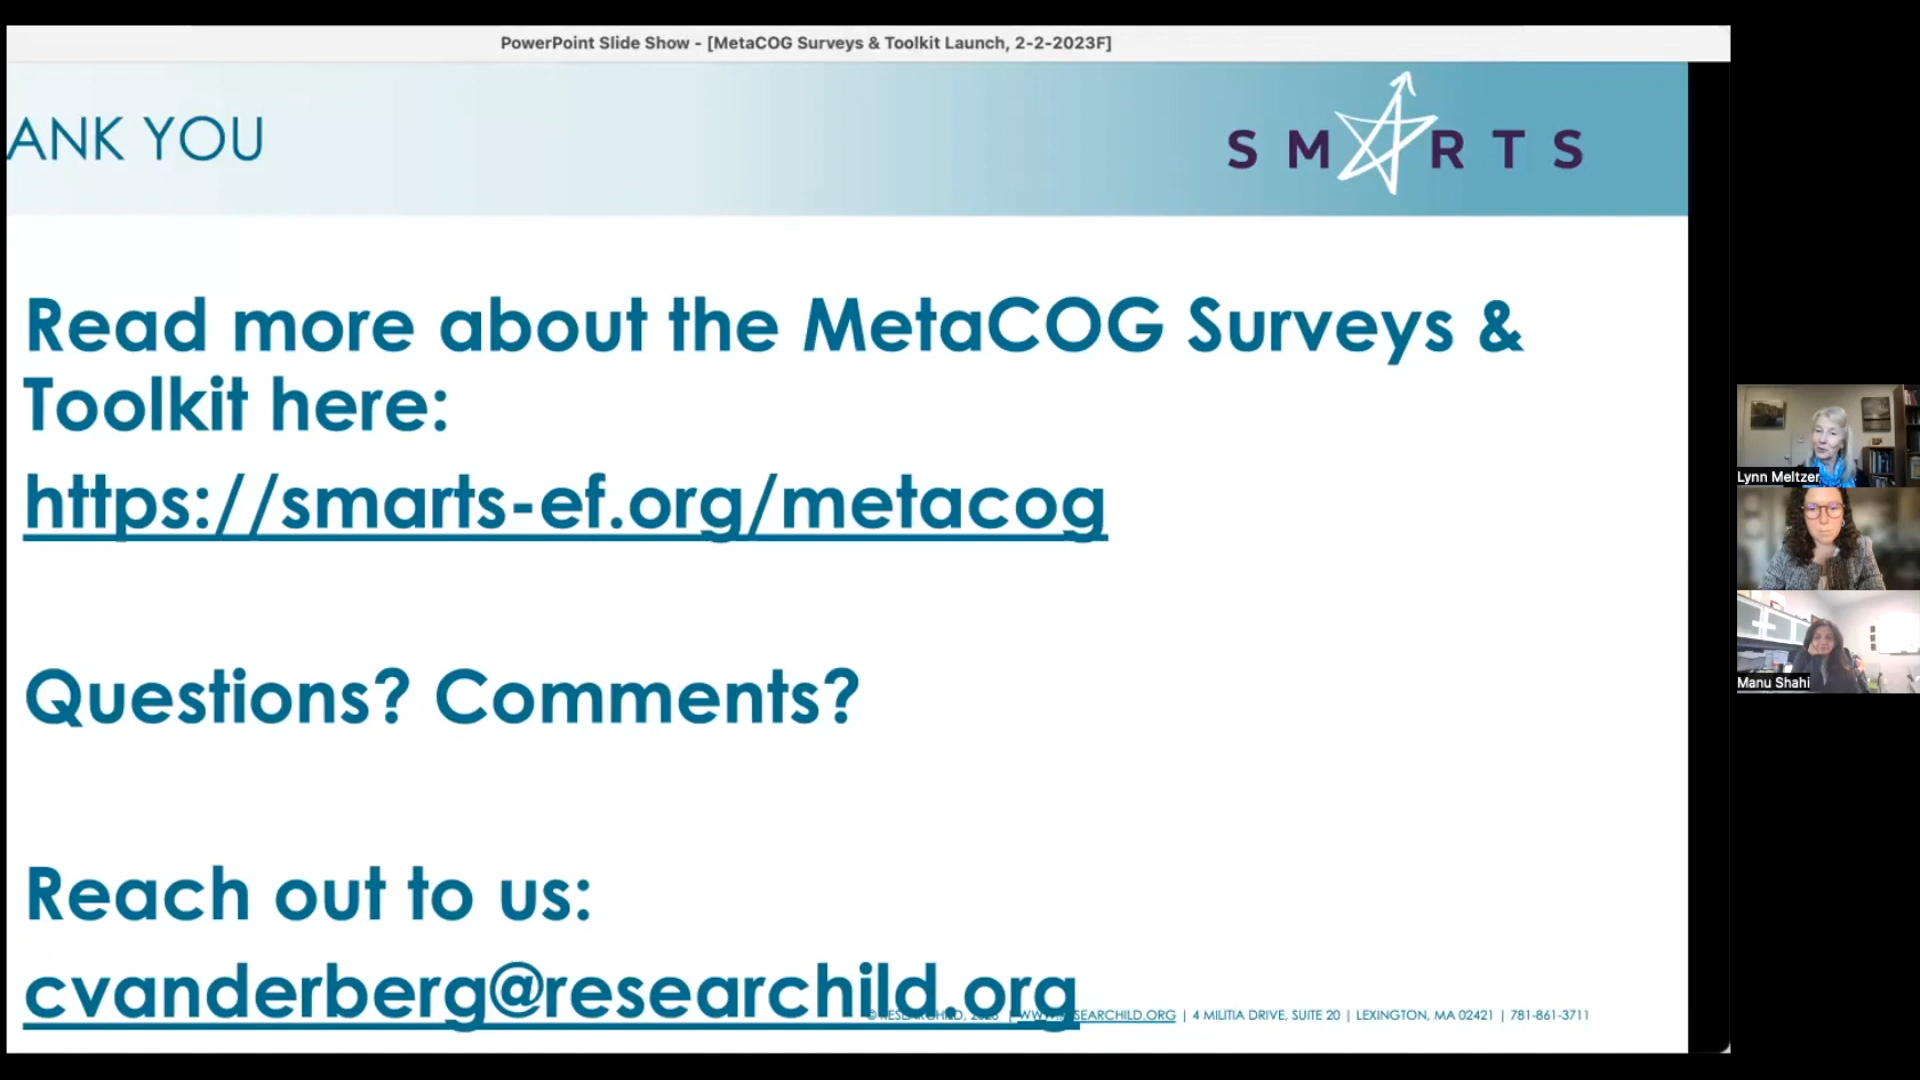 PowerPoint Slide Show - [MetaCOG Surveys & Toolkit Launch, 2-2-2023F]
ANK YOU
SMARTS
Read more about the MetaCOG Surveys &
Toolkit here:
https://smarts-ef.org/metacog
Lynn Meltzer
Manu Shahi
Questions? Comments?
Reach out to us:
cvanderberg@researchild.org
SEARCHILD.ORG | 4 MILITIA DRIVE, SUITE 20 | LEXINGTON, MA 02421 | 781-861-3711